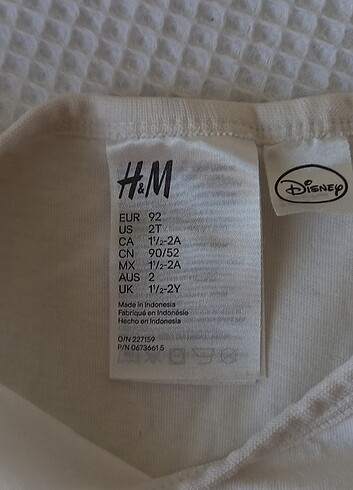 H&M
DISNEY
EUR 92
US 2T
CA 1½-2A
CN 90/52
MX 1½-2A
AUS 2
UK 1½-2Y
Made in Indonesia
Fabriqué en Indonésie
Hecho en Indonesia
O/N 227159
P/N 0673661 5